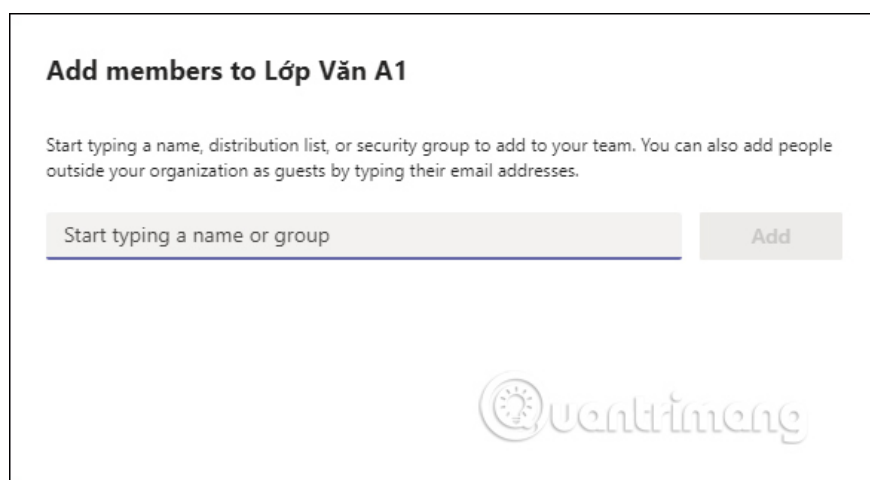 Add members to Lớp Văn A1
Start typing a name, distribution list, or security group to add to your team. You can also add people
outside your organization as guests by typing their email addresses.
Start typing a name or group
Add
Quantrimang